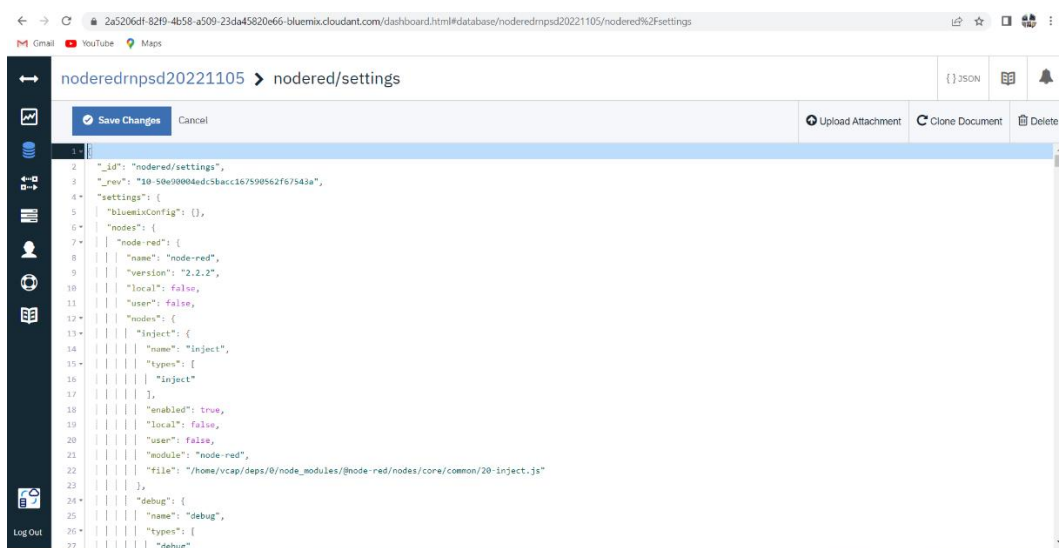 2a5206df-82f9-4b58-a509-23da45820e66-bluemix.cloudant.com/dashboard.html#database/noderedrnpsd20221105/nodered%2Fsettings
Gmail YouTube Maps
noderedrnpsd20221105 > nodered/settings
{ } JSON
Save Changes Cancel
Upload Attachment Clone Document Delete
1 {
2 "_id": "nodered/settings",
3 "_rev": "10-50e90004edc5bacc167590562f67543a",
4 "settings": {
5 "bluemixConfig": {},
6 "nodes": {
7 "node-red": {
8 "name": "node-red",
9 "version": "2.2.2",
10 "local": false,
11 "user": false,
12 "nodes": {
13 "inject": {
14 "name": "inject",
15 "types": [
16 "inject"
17 ],
18 "enabled": true,
19 "local": false,
20 "user": false,
21 "module": "node-red",
22 "file": "/home/vcap/deps/0/node_modules/@node-red/nodes/core/common/20-inject.js"
23 },
24 "debug": {
25 "name": "debug",
26 "types": [
27 "debug"
Log Out